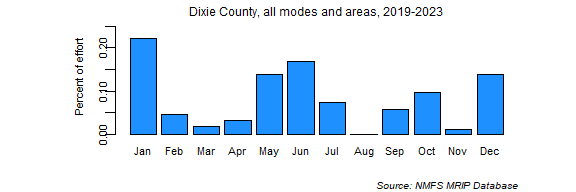 Dixie County, all modes and areas, 2019-2023
Percent of effort
0.20
0.10
0.00
Jan Feb Mar Apr May Jun Jul Aug Sep Oct Nov Dec
Source: NMFS MRIP Database